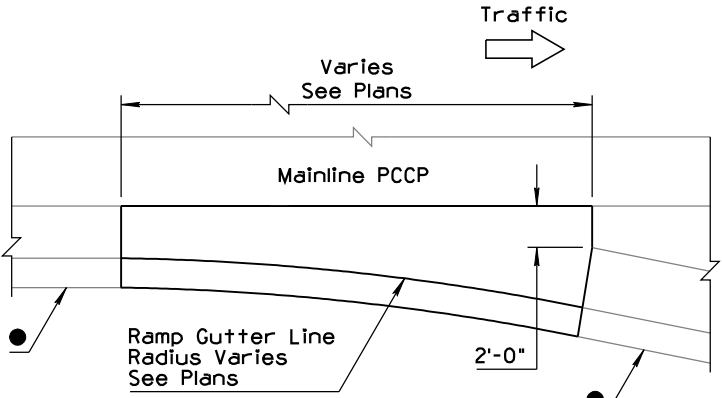 Traffic
Varies
See Plans
Mainline PCCP
Ramp Gutter Line
Radius Varies
See Plans
2'-0"